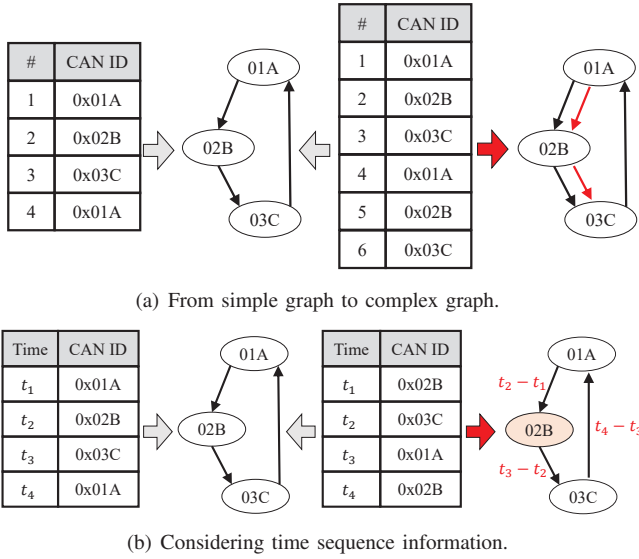 # CAN ID
1 0x01A
2 0x02B
3 0x03C
4 0x01A
01A
02B
03C
# CAN ID
1 0x01A
2 0x02B
3 0x03C
4 0x01A
5 0x02B
6 0x03C
01A
02B
03C
(a) From simple graph to complex graph.
Time CAN ID
t₁ 0x01A
t₂ 0x02B
t₃ 0x03C
t₄ 0x01A
01A
02B
03C
Time CAN ID
t₁ 0x02B
t₂ 0x03C
t₃ 0x01A
t₄ 0x02B
01A
t₂ − t₁
02B
t₄ − t₃
t₃ − t₂
03C
(b) Considering time sequence information.